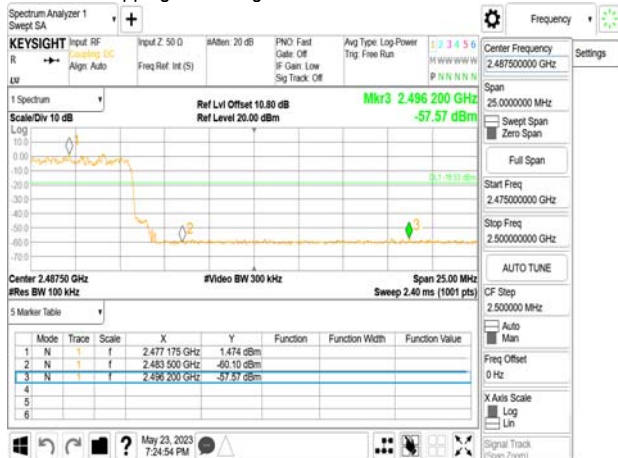 Spectrum Analyzer 1
Swept SA
+
Frequency
Settings
KEYSIGHT
R
LV
Input: RF
Coupling: DC
Align: Auto
Input Z: 50 Ω
Freq Ref: Int (S)
#Atten: 20 dB
PNO: Fast
Gate: Off
IF Gain: Low
Sig Track: Off
Avg Type: Log-Power
Trig: Free Run
1 2 3 4 5 6
M W W W W W
P N N N N N
1 Spectrum
Scale/Div 10 dB
Log
Ref Lvl Offset 10.80 dB
Ref Level 20.00 dBm
Mkr3 2.496 200 GHz
-57.57 dBm
10.0
0.00
-10.0
-20.0
-30.0
-40.0
-50.0
-60.0
-70.0
1
2
3
Center 2.48750 GHz
#Res BW 100 kHz
#Video BW 300 kHz
Span 25.00 MHz
Sweep 2.40 ms (1001 pts)
5 Marker Table
Mode Trace Scale X Y Function Function Width Function Value
1 N 1 f 2.477 175 GHz 1.474 dBm
2 N 1 f 2.483 500 GHz -60.10 dBm
3 N 1 f 2.496 200 GHz -57.57 dBm
4
5
6
?
May 23, 2023
7:24:54 PM
Center Frequency
2.487500000 GHz
Span
25.0000000 MHz
Swept Span
Zero Span
Full Span
Start Freq
2.475000000 GHz
Stop Freq
2.500000000 GHz
AUTO TUNE
CF Step
2.500000 MHz
Auto
Man
Freq Offset
0 Hz
X Axis Scale
Log
Lin
Signal Track
(Span Zoom)